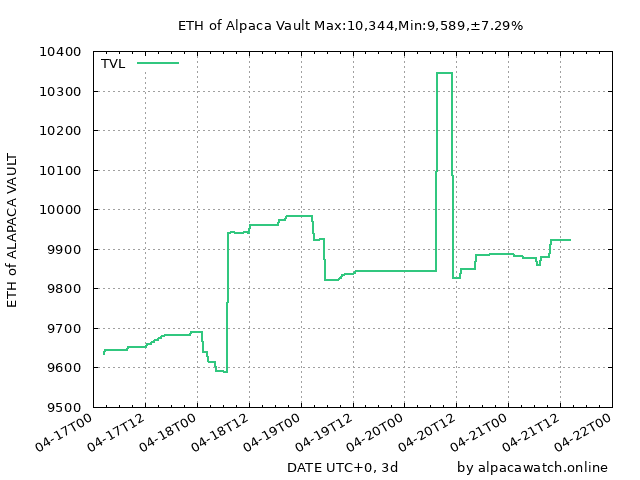 ETH of Alpaca Vault Max:10,344,Min:9,589,±7.29%
TVL
10400
10300
10200
10100
10000
9900
9800
9700
9600
9500
ETH of ALAPACA VAULT
04-17T00
04-17T12
04-18T00
04-18T12
04-19T00
04-19T12
04-20T00
04-20T12
04-21T00
04-21T12
04-22T00
DATE UTC+0, 3d
by alpacawatch.online